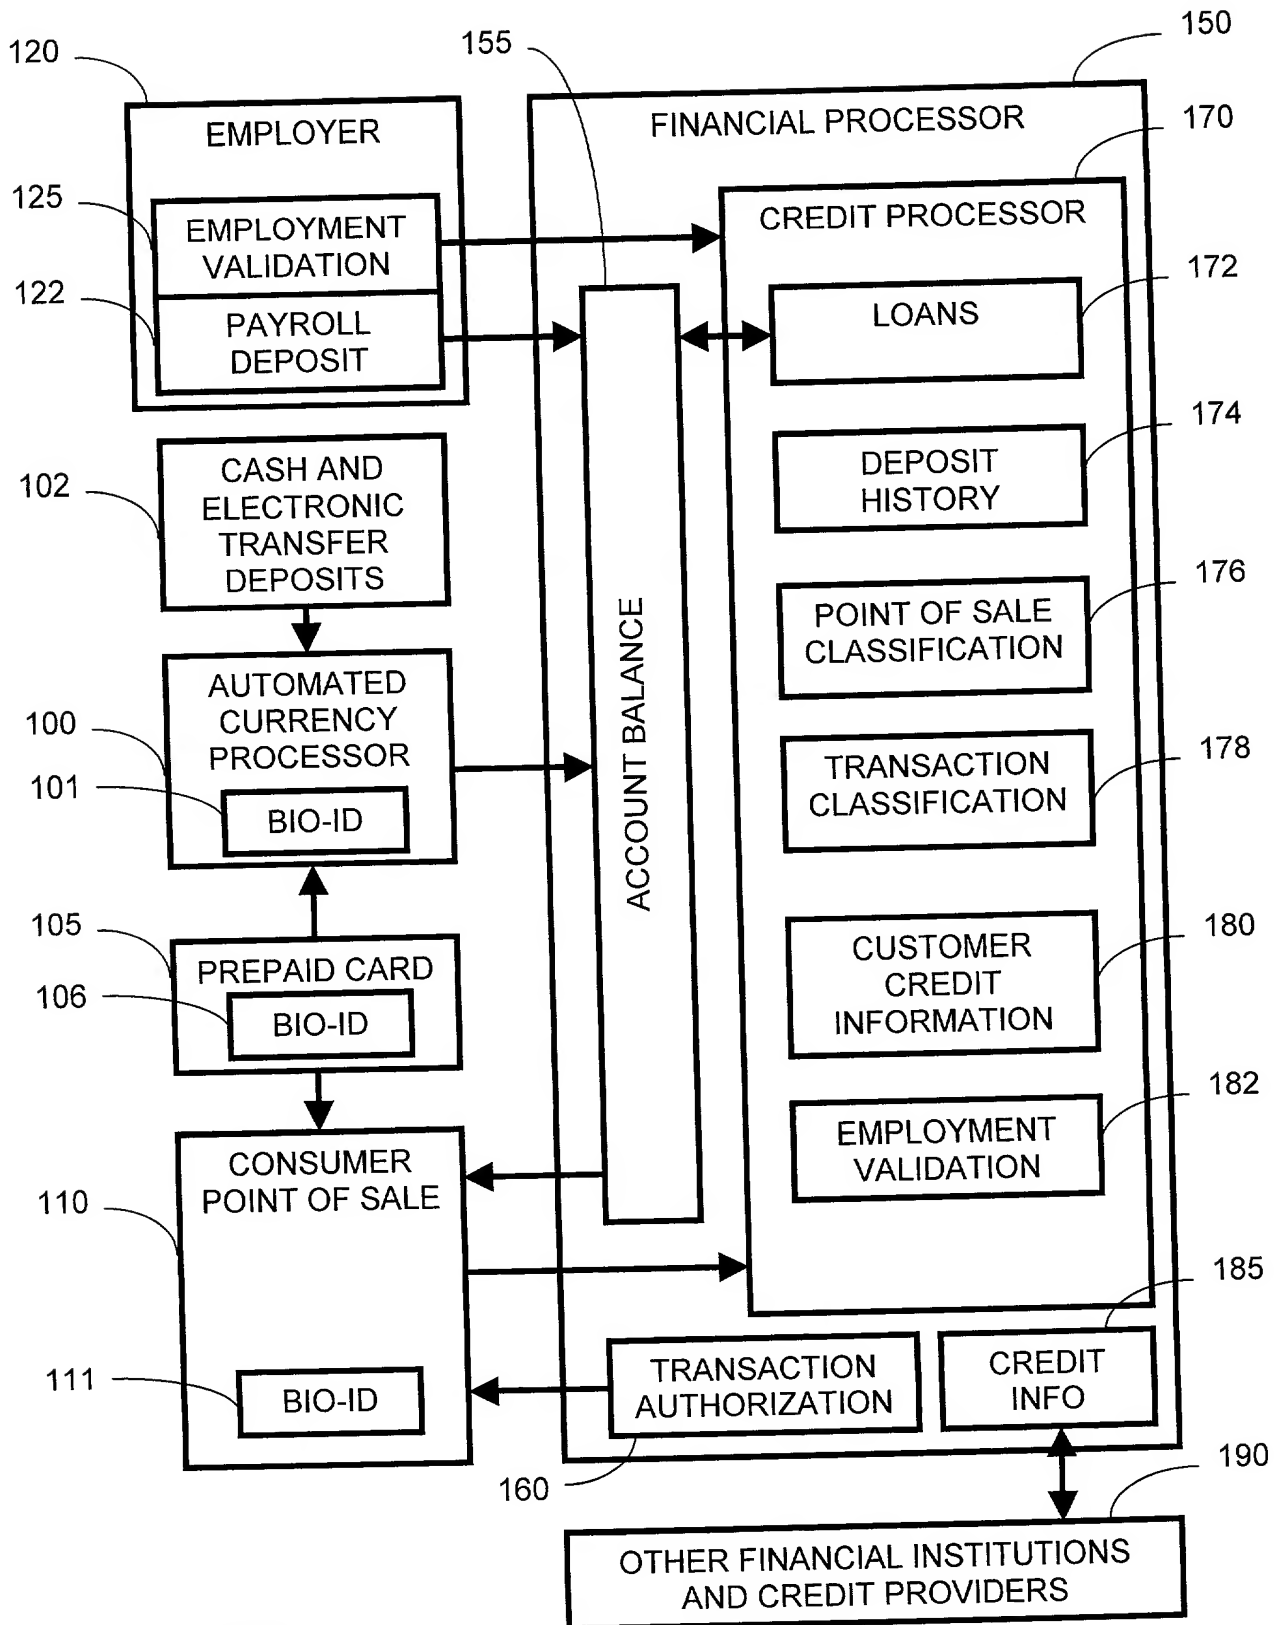 150
155
120
EMPLOYER
FINANCIAL PROCESSOR
170
125
EMPLOYMENT
VALIDATION
CREDIT PROCESSOR
122
PAYROLL
DEPOSIT
LOANS
172
102
CASH AND
ELECTRONIC
TRANSFER
DEPOSITS
DEPOSIT
HISTORY
174
POINT OF SALE
CLASSIFICATION
176
100
AUTOMATED
CURRENCY
PROCESSOR
101
BIO-ID
ACCOUNT BALANCE
TRANSACTION
CLASSIFICATION
178
105
PREPAID CARD
106
BIO-ID
CUSTOMER
CREDIT
INFORMATION
180
EMPLOYMENT
VALIDATION
182
110
CONSUMER
POINT OF SALE
185
111
BIO-ID
TRANSACTION
AUTHORIZATION
CREDIT
INFO
160
190
OTHER FINANCIAL INSTITUTIONS
AND CREDIT PROVIDERS